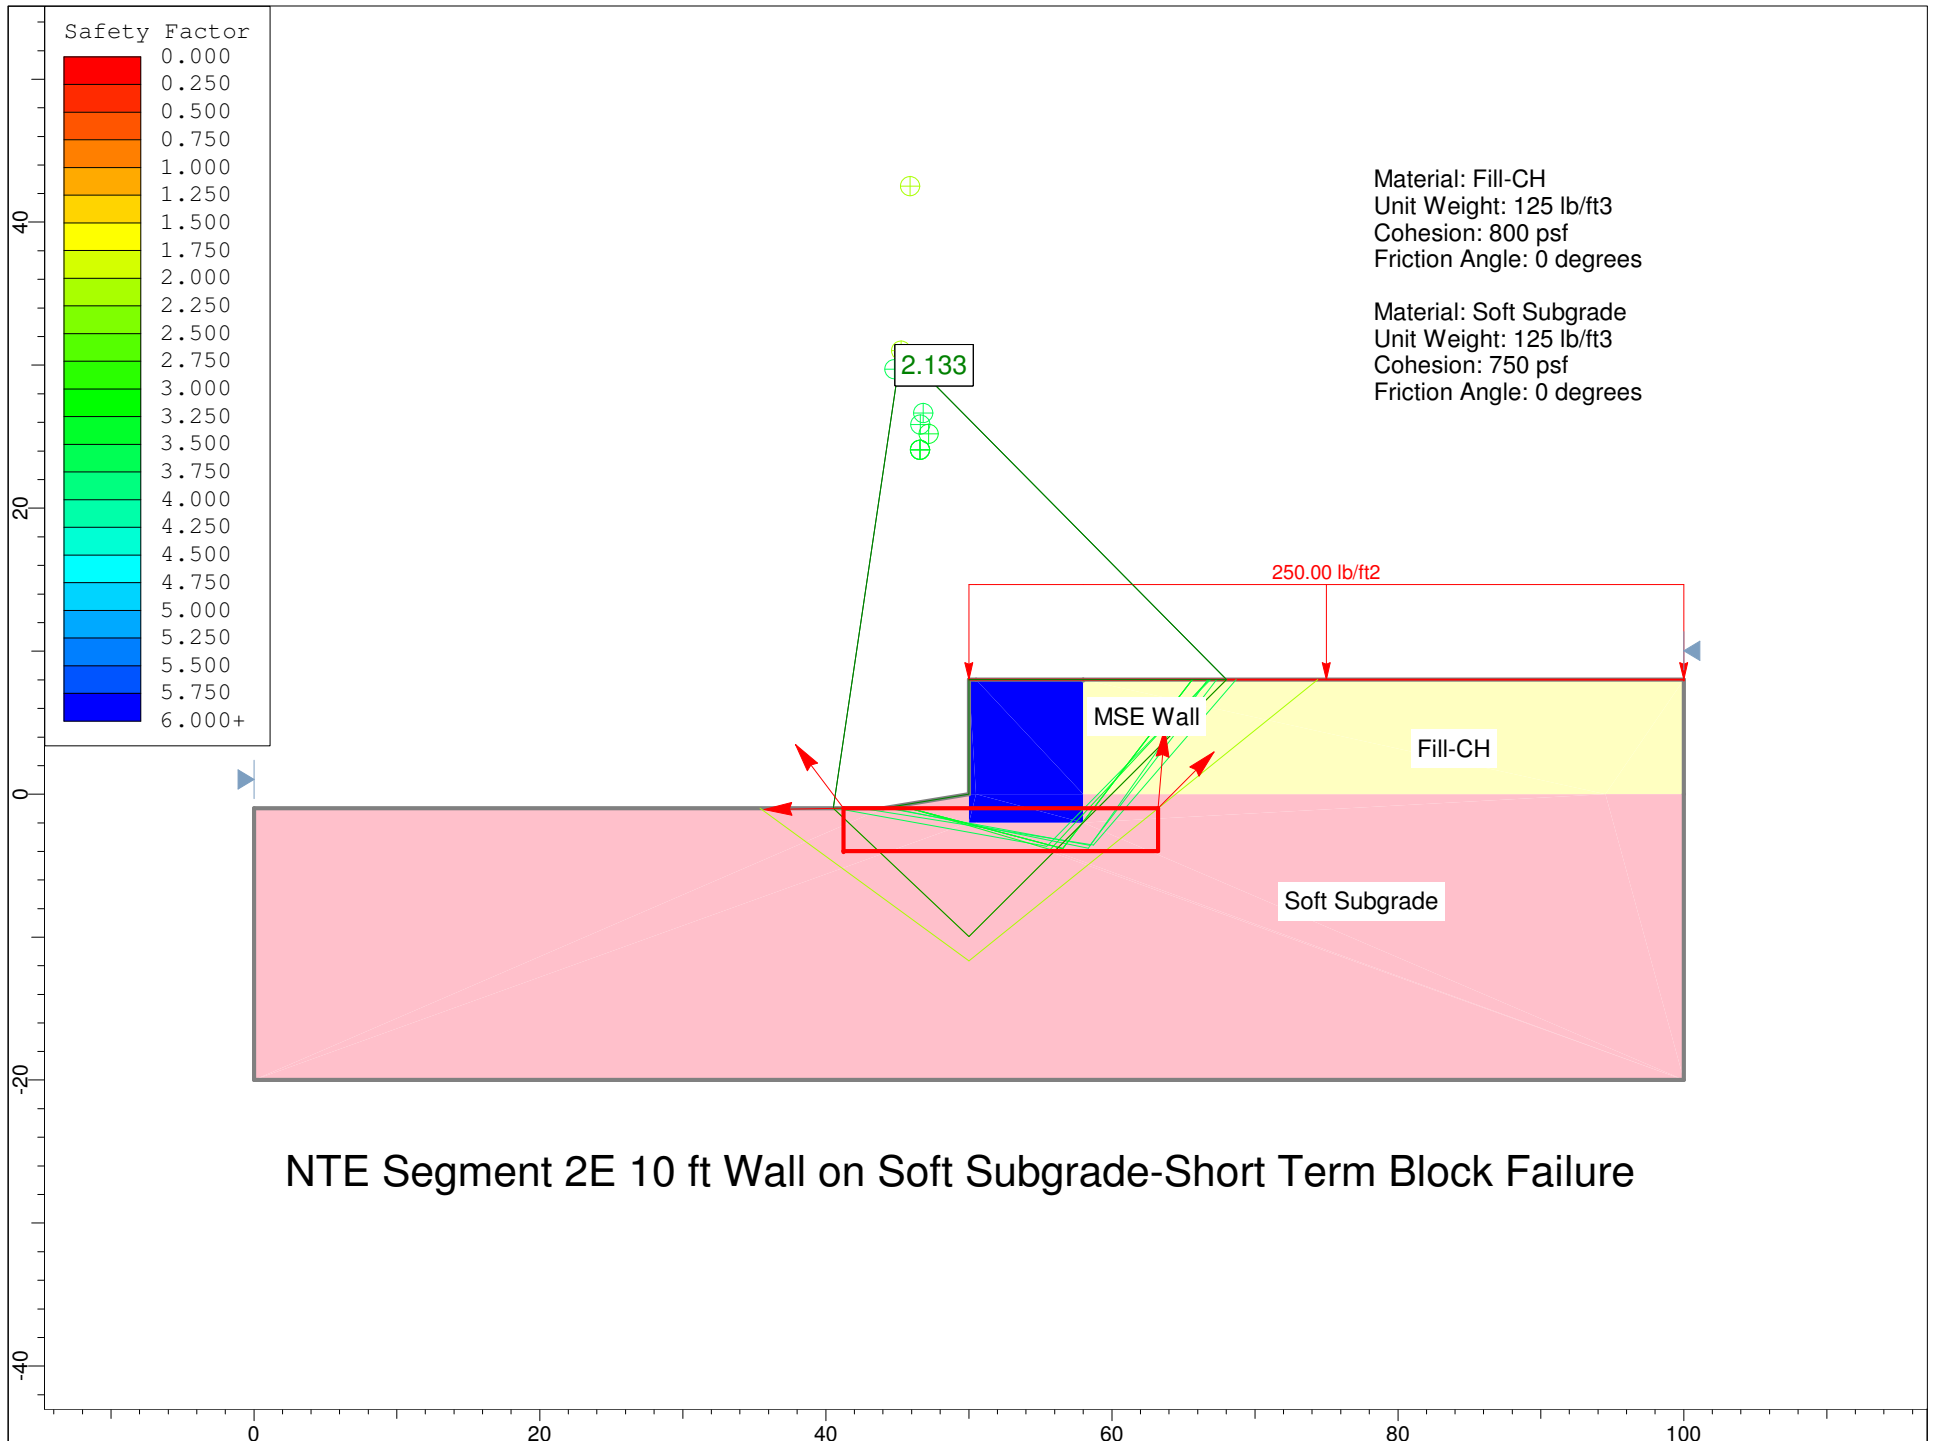 Safety Factor
0.000
0.250
0.500
0.750
1.000
1.250
1.500
1.750
2.000
2.250
2.500
2.750
3.000
3.250
3.500
3.750
4.000
4.250
4.500
4.750
5.000
5.250
5.500
5.750
6.000+
Material: Fill-CH
Unit Weight: 125 lb/ft3
Cohesion: 800 psf
Friction Angle: 0 degrees
Material: Soft Subgrade
Unit Weight: 125 lb/ft3
Cohesion: 750 psf
Friction Angle: 0 degrees
2.133
250.00 lb/ft2
MSE Wall
Fill-CH
Soft Subgrade
NTE Segment 2E 10 ft Wall on Soft Subgrade-Short Term Block Failure
40
20
0
-20
-40
0
20
40
60
80
100